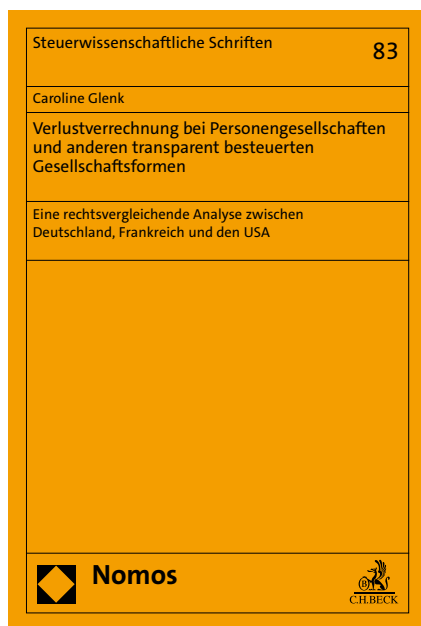 Steuerwissenschaftliche Schriften
83
Caroline Glenk
Verlustverrechnung bei Personengesellschaften
und anderen transparent besteuerten
Gesellschaftsformen
Eine rechtsvergleichende Analyse zwischen
Deutschland, Frankreich und den USA
Nomos
B
C.H.BECK